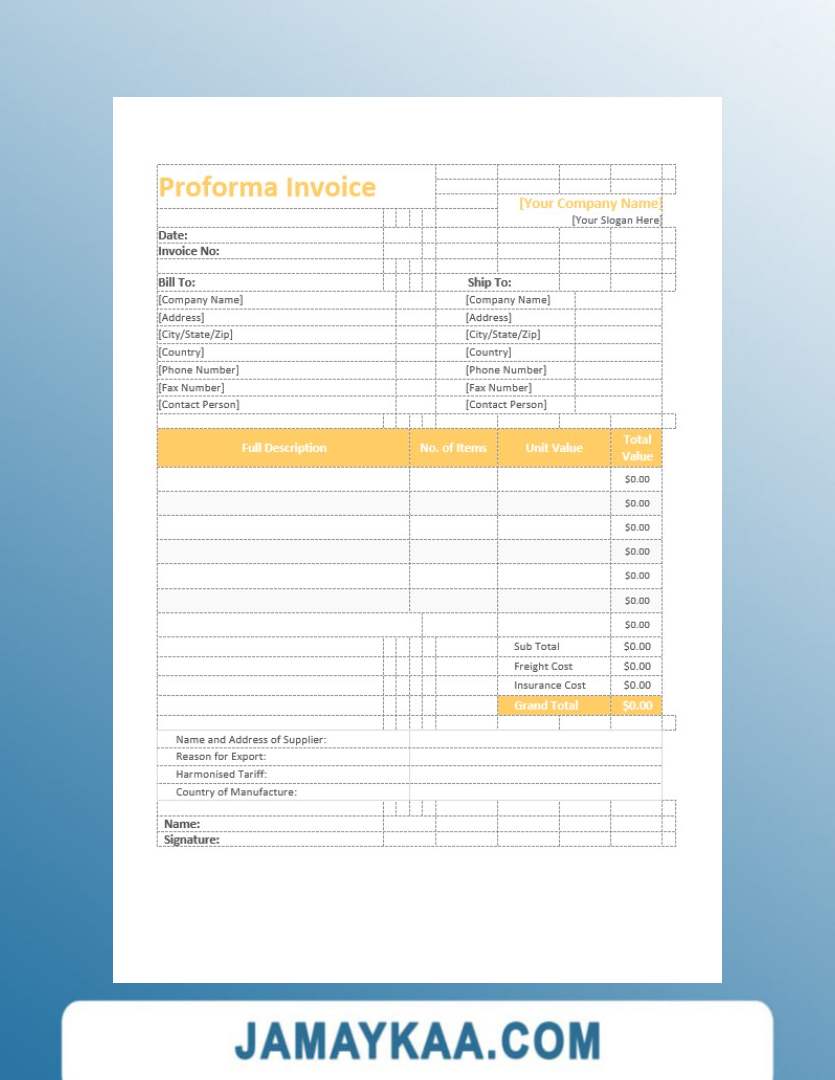 Proforma Invoice
[Your Company Name]
[Your Slogan Here]
Date:
Invoice No:
Bill To: Ship To:
[Company Name] [Company Name]
[Address] [Address]
[City/State/Zip] [City/State/Zip]
[Country] [Country]
[Phone Number] [Phone Number]
[Fax Number] [Fax Number]
[Contact Person] [Contact Person]
Full Description No. of Items Unit Value Total Value
$0.00
$0.00
$0.00
$0.00
$0.00
$0.00
$0.00
Sub Total $0.00
Freight Cost $0.00
Insurance Cost $0.00
Grand Total $0.00
Name and Address of Supplier:
Reason for Export:
Harmonised Tariff:
Country of Manufacture:
Name:
Signature:
JAMAYKAA.COM